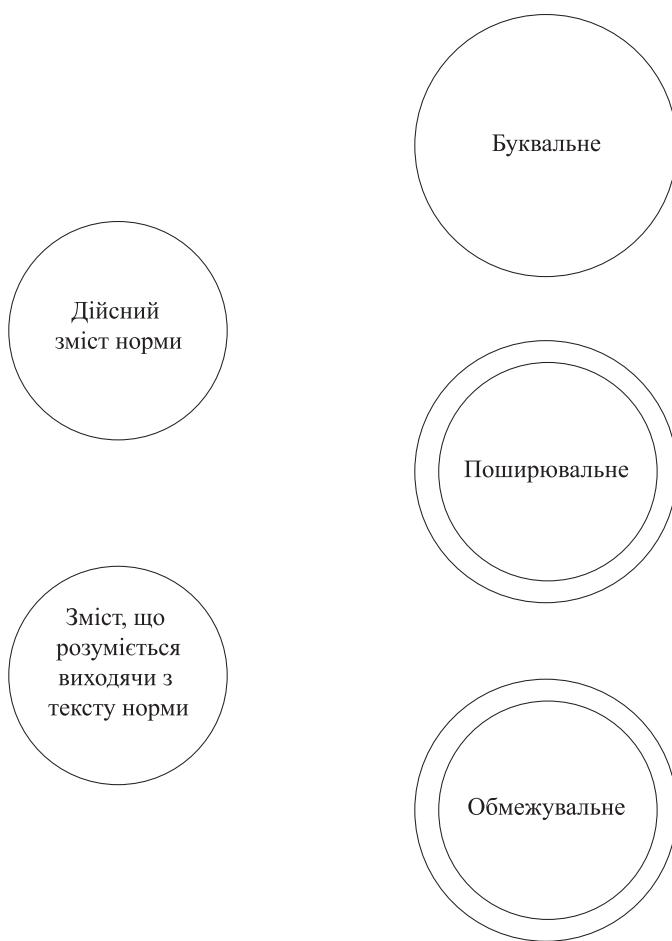 Дійсний
зміст норми
Зміст, що
розуміється
виходячи з
тексту норми
Буквальне
Поширювальне
Обмежувальне